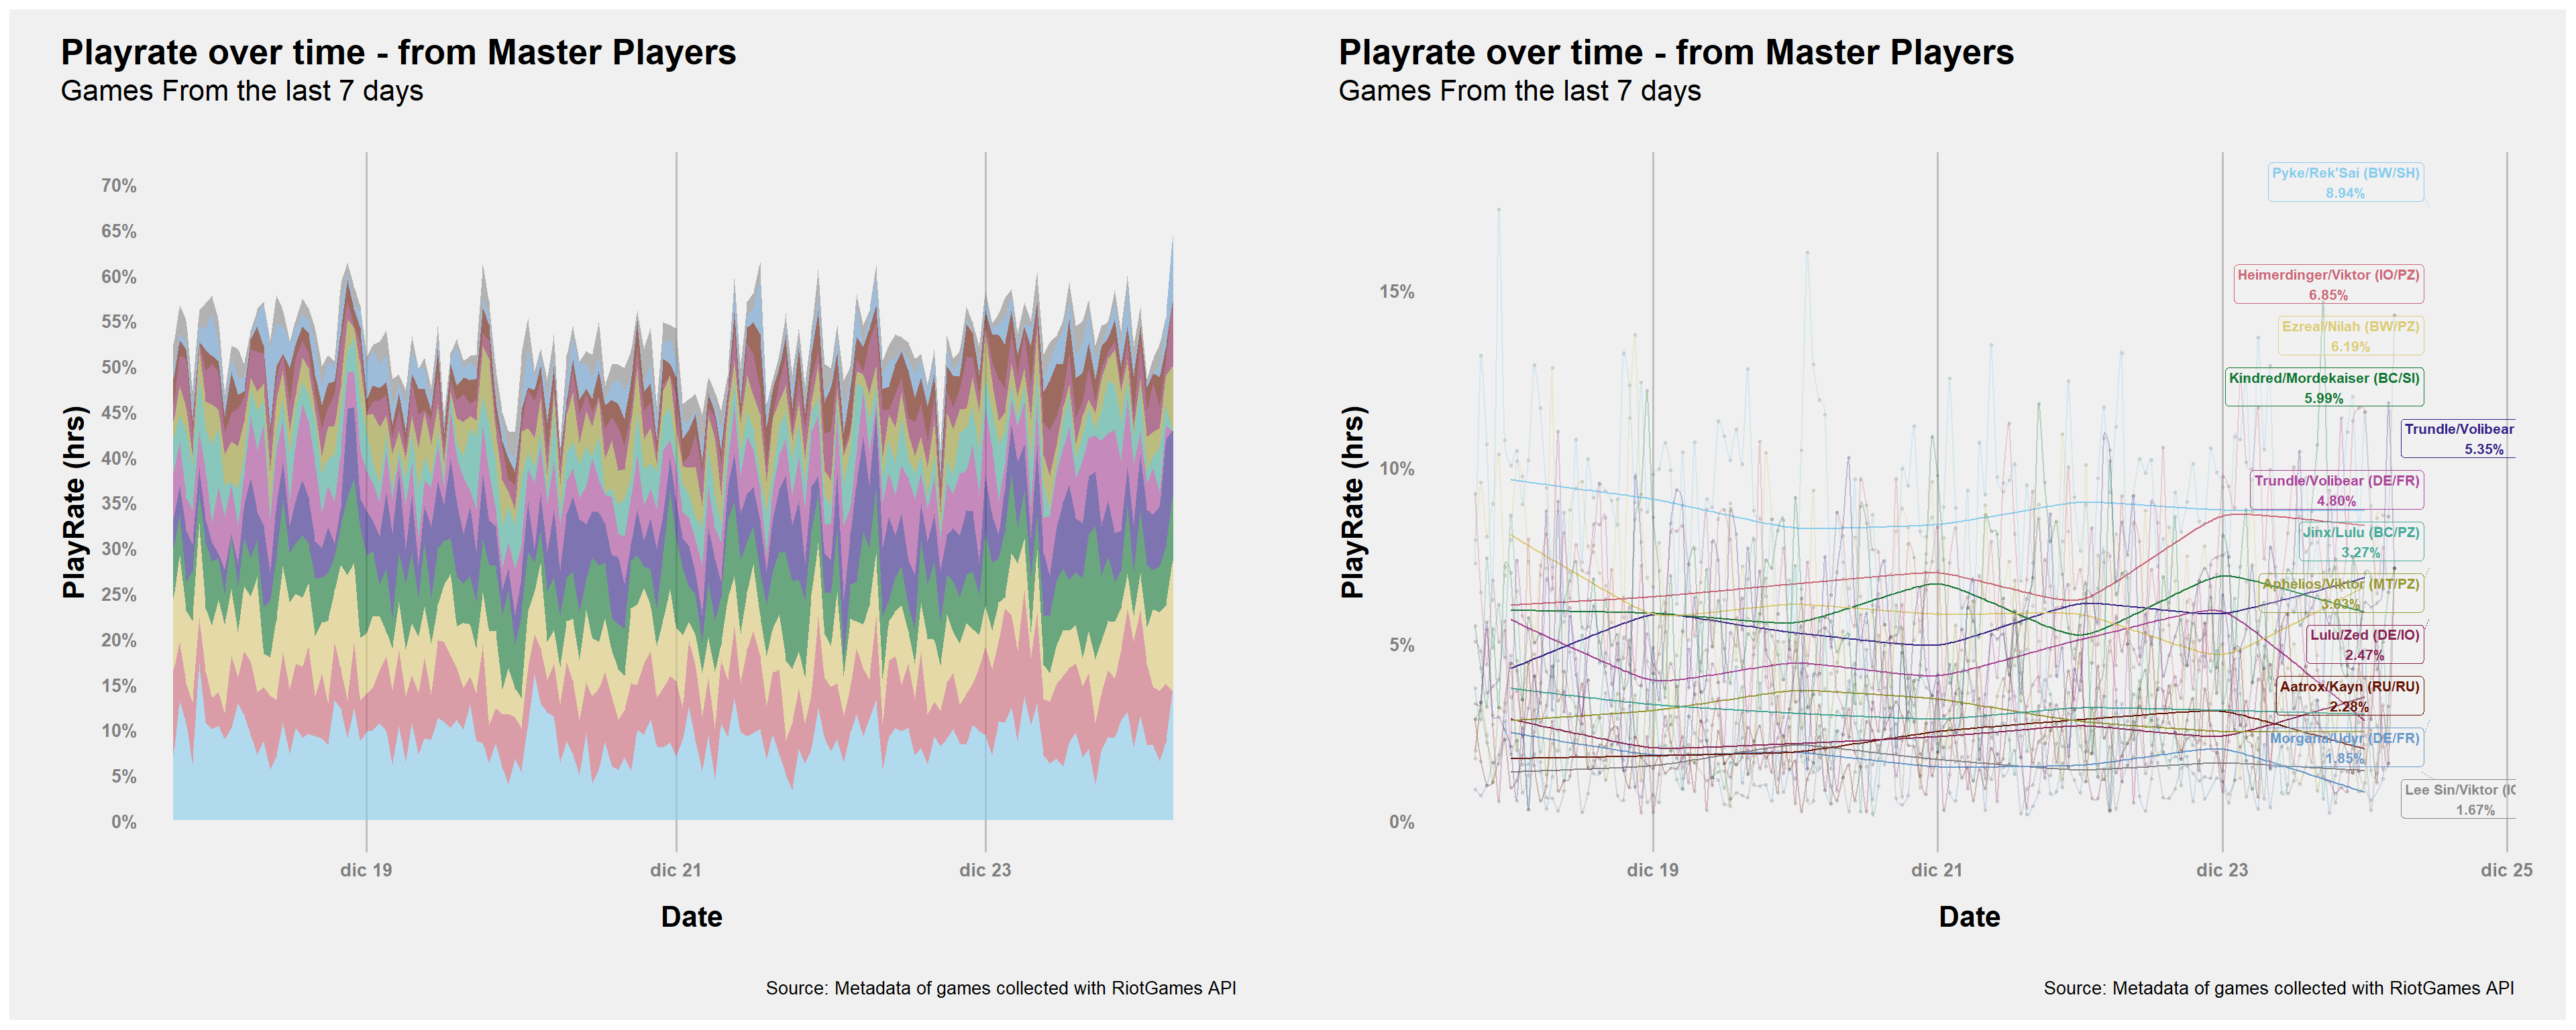 Playrate over time - from Master Players
Games From the last 7 days
PlayRate (hrs)
70%
65%
60%
55%
50%
45%
40%
35%
30%
25%
20%
15%
10%
5%
0%
dic 19
dic 21
dic 23
Date
Source: Metadata of games collected with RiotGames API
Playrate over time - from Master Players
Games From the last 7 days
PlayRate (hrs)
15%
10%
5%
0%
Pyke/Rek'Sai (BW/SH)
8.94%
Heimerdinger/Viktor (IO/PZ)
6.85%
Ezreal/Nilah (BW/PZ)
6.19%
Kindred/Mordekaiser (BC/SI)
5.99%
Trundle/Volibear
5.35%
Trundle/Volibear (DE/FR)
4.80%
Jinx/Lulu (BC/PZ)
3.27%
Aphelios/Viktor (MT/PZ)
3.03%
Lulu/Zed (DE/IO)
2.47%
Aatrox/Kayn (RU/RU)
2.28%
Morgana/Udyr (DE/FR)
1.85%
Lee Sin/Viktor
1.67%
dic 19
dic 21
dic 23
dic 25
Date
Source: Metadata of games collected with RiotGames API